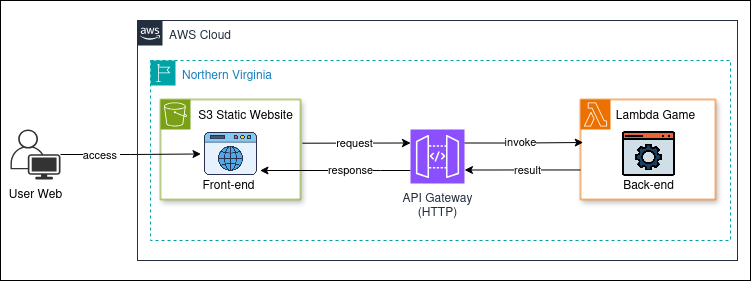 aws
AWS Cloud
Northern Virginia
S3 Static Website
Lambda Game
request
invoke
access
response
result
Front-end
Back-end
User Web
API Gateway
(HTTP)